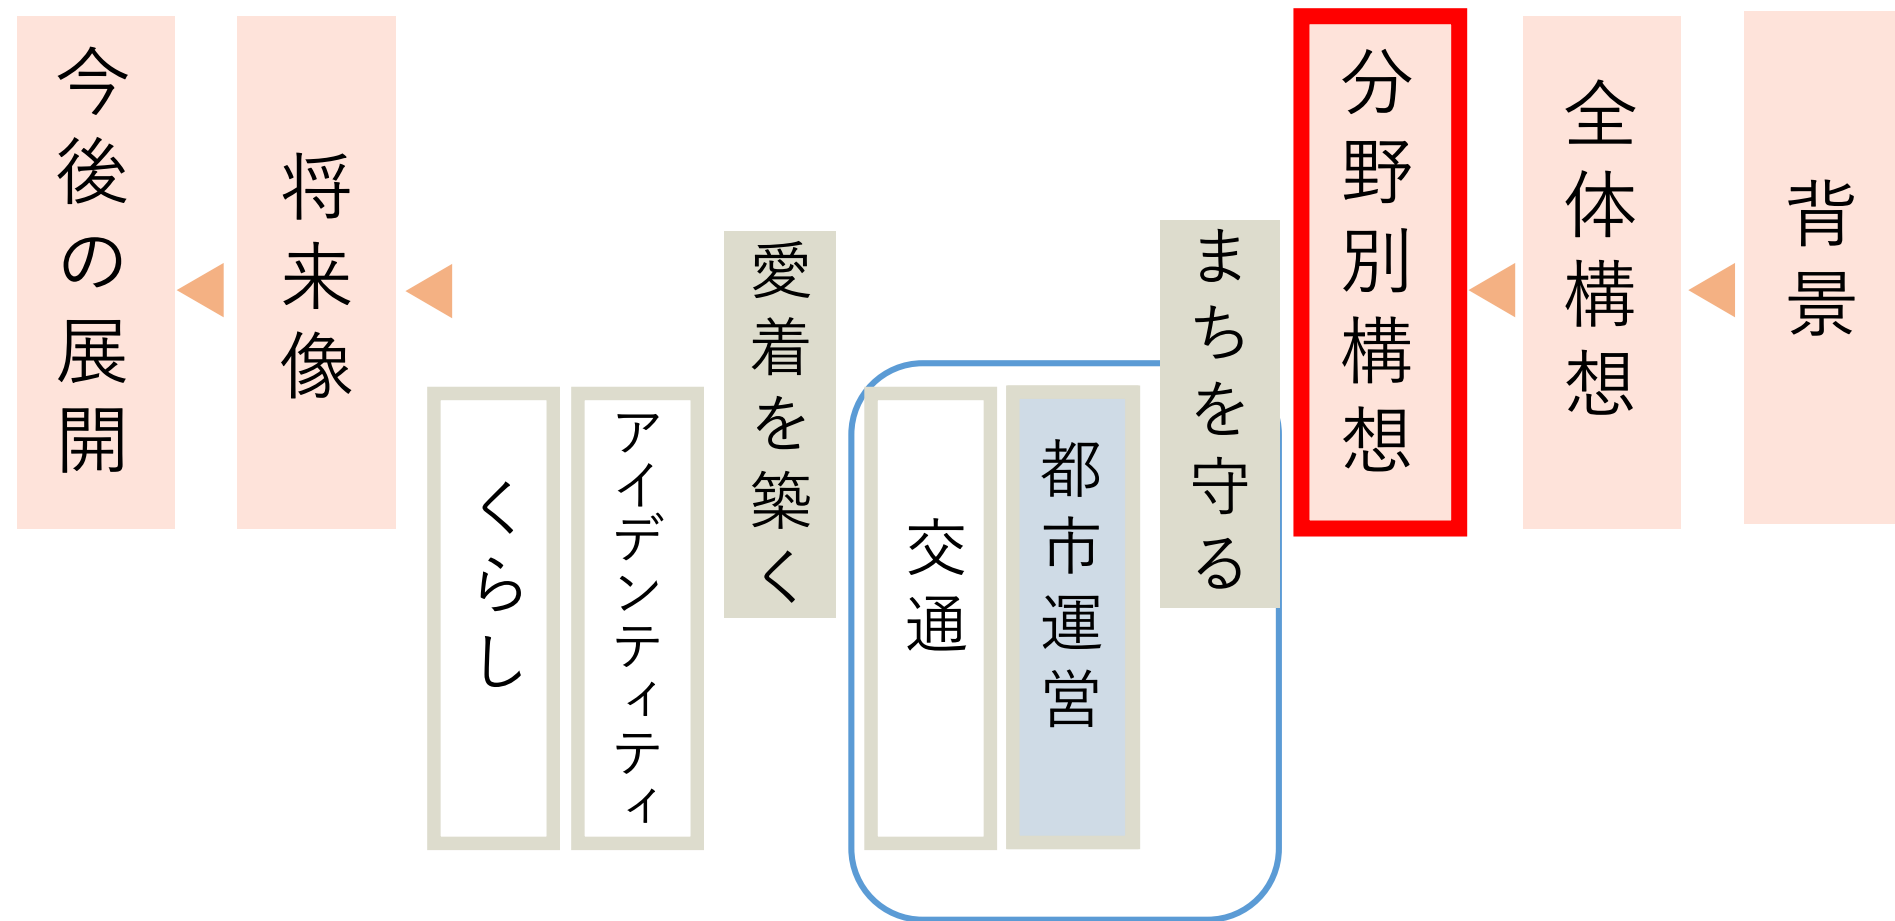 背景
全体構想
分野別構想
まちを守る
都市運営
交通
愛着を築く
アイデンティティ
くらし
将来像
今後の展開